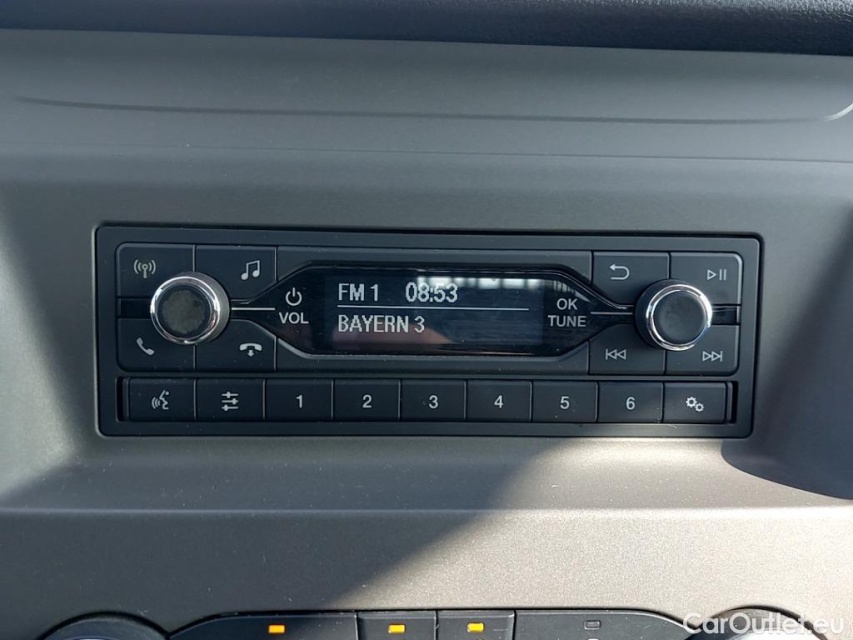 FM 1 08:53
BAYERN 3
VOL
OK
TUNE
1 2 3 4 5 6
CarOutlet.eu